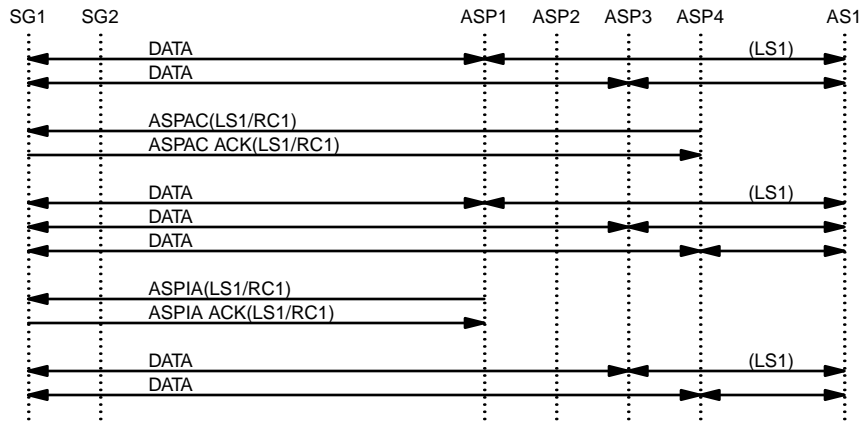 SG1 SG2 ASP1 ASP2 ASP3 ASP4 AS1
DATA (LS1)
DATA
ASPAC(LS1/RC1)
ASPAC ACK(LS1/RC1)
DATA (LS1)
DATA
DATA
ASPIA(LS1/RC1)
ASPIA ACK(LS1/RC1)
DATA (LS1)
DATA